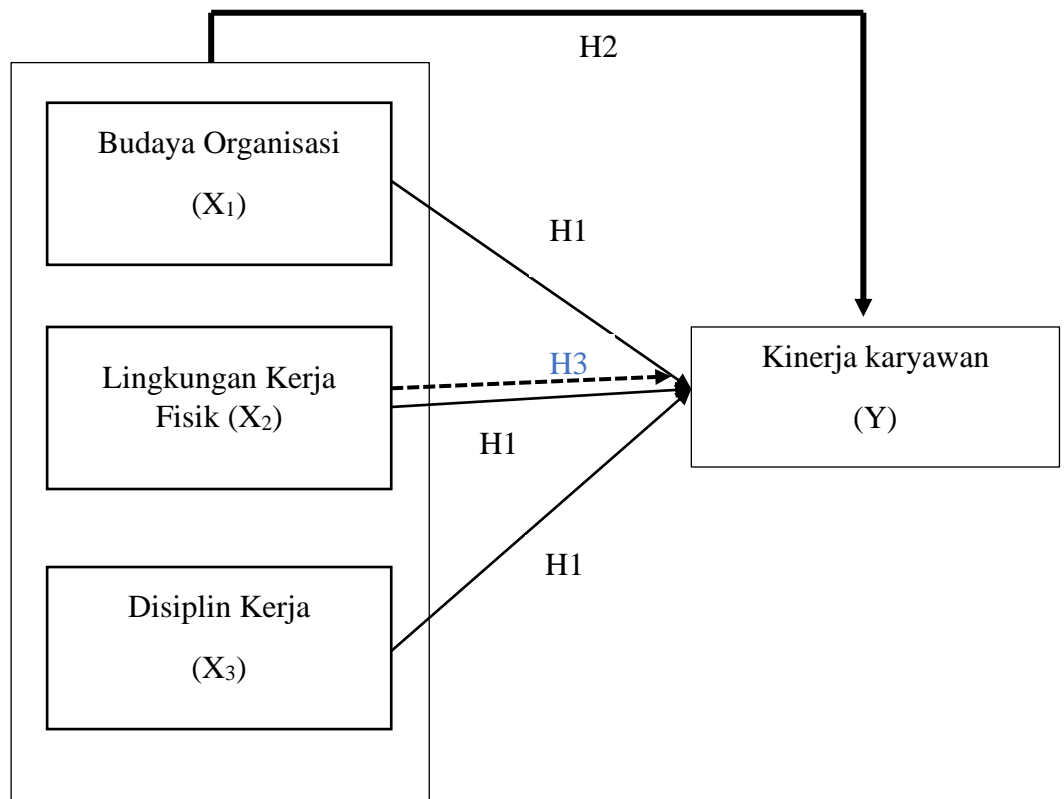 H2
Budaya Organisasi
(X₁)
H1
Lingkungan Kerja
Fisik (X₂)
H3
H1
Kinerja karyawan
(Y)
H1
Disiplin Kerja
(X₃)